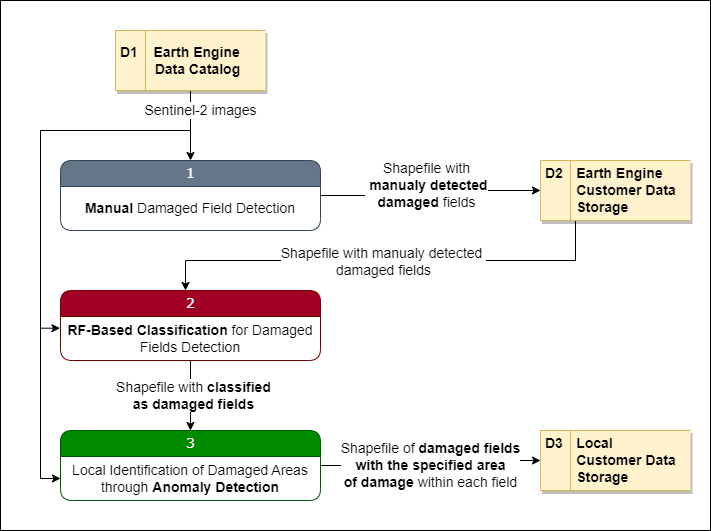 D1
Earth Engine
Data Catalog
Sentinel-2 images
1
Manual Damaged Field Detection
Shapefile with
manualy detected
damaged fields
D2
Earth Engine
Customer Data
Storage
Shapefile with manualy detected
damaged fields
2
RF-Based Classification for Damaged
Fields Detection
Shapefile with classified
as damaged fields
3
Local Identification of Damaged Areas
through Anomaly Detection
Shapefile of damaged fields
with the specified area
of damage within each field
D3
Local
Customer Data
Storage